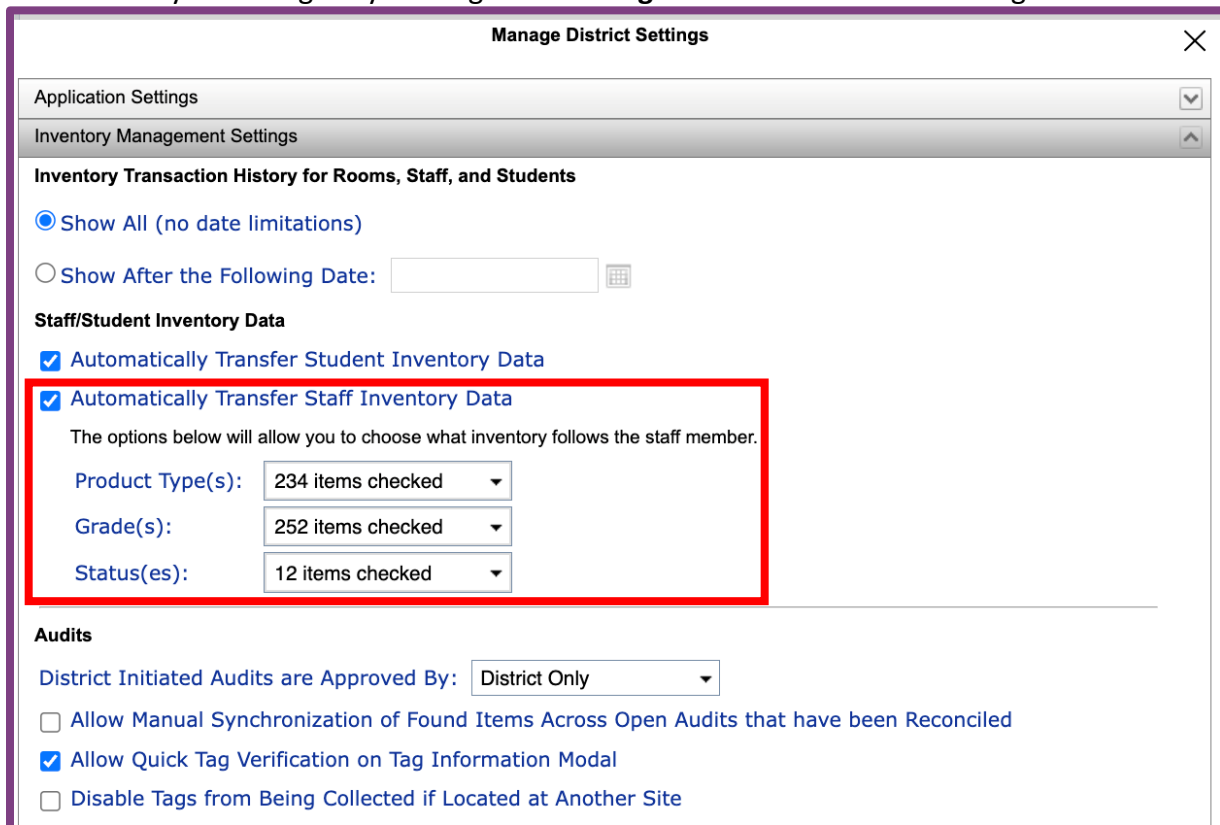 Manage District Settings
Application Settings
Inventory Management Settings
Inventory Transaction History for Rooms, Staff, and Students
Show All (no date limitations)
Show After the Following Date:
Staff/Student Inventory Data
Automatically Transfer Student Inventory Data
Automatically Transfer Staff Inventory Data
The options below will allow you to choose what inventory follows the staff member.
Product Type(s): 234 items checked
Grade(s): 252 items checked
Status(es): 12 items checked
Audits
District Initiated Audits are Approved By: District Only
Allow Manual Synchronization of Found Items Across Open Audits that have been Reconciled
Allow Quick Tag Verification on Tag Information Modal
Disable Tags from Being Collected if Located at Another Site